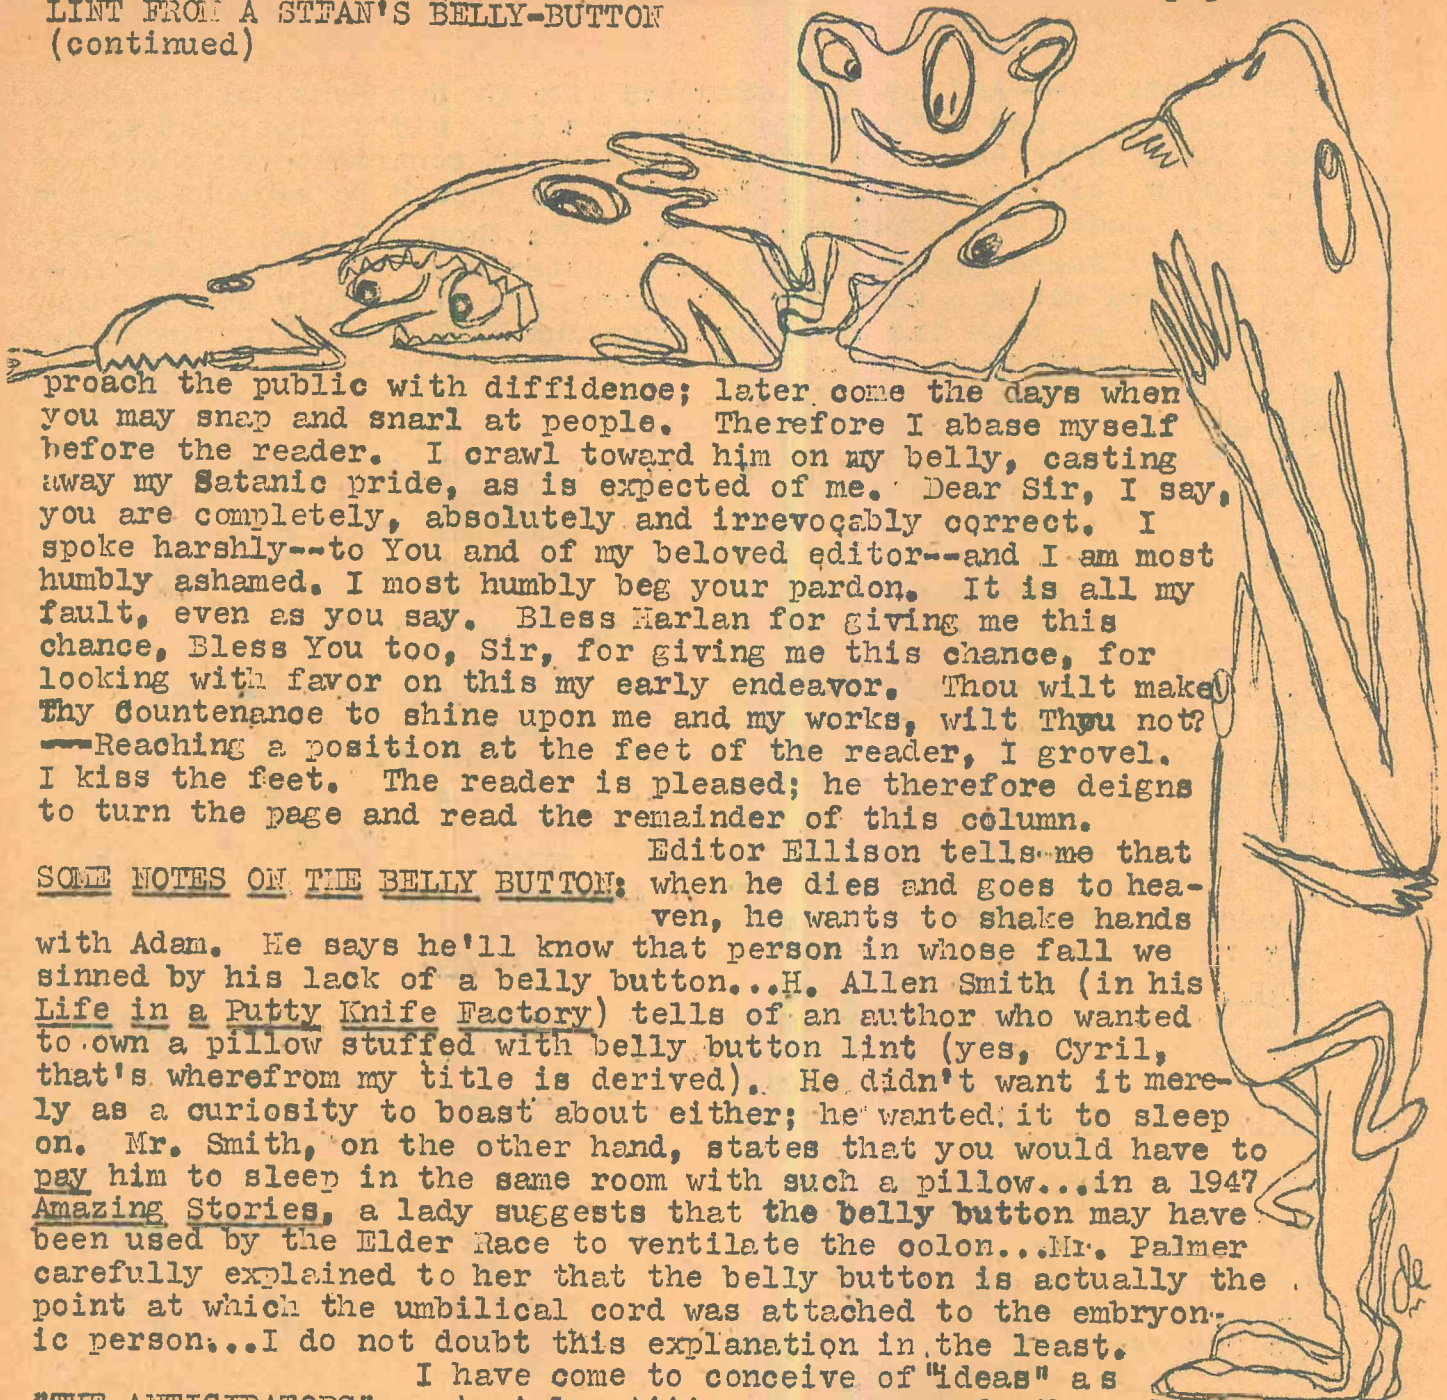 LINT FROM A STFAN'S BELLY-BUTTON
(continued)
proach the public with diffidence; later come the days when
you may snap and snarl at people. Therefore I abase myself
before the reader. I crawl toward him on my belly, casting
away my Satanic pride, as is expected of me. Dear Sir, I say,
you are completely, absolutely and irrevocably correct. I
spoke harshly--to You and of my beloved editor--and I am most
humbly ashamed. I most humbly beg your pardon. It is all my
fault, even as you say. Bless Harlan for giving me this
chance, Bless You too, Sir, for giving me this chance, for
looking with favor on this my early endeavor. Thou wilt make
Thy Countenance to shine upon me and my works, wilt Thou not?
--Reaching a position at the feet of the reader, I grovel.
I kiss the feet. The reader is pleased; he therefore deigns
to turn the page and read the remainder of this column.
Editor Ellison tells me that
SOME NOTES ON THE BELLY BUTTON: when he dies and goes to hea-
ven, he wants to shake hands
with Adam. He says he'll know that person in whose fall we
sinned by his lack of a belly button...H. Allen Smith (in his
Life in a Putty Knife Factory) tells of an author who wanted
to own a pillow stuffed with belly button lint (yes, Cyril,
that's wherefrom my title is derived). He didn't want it mere-
ly as a curiosity to boast about either; he wanted it to sleep
on. Mr. Smith, on the other hand, states that you would have to
pay him to sleep in the same room with such a pillow...in a 1947
Amazing Stories, a lady suggests that the belly button may have
been used by the Elder Race to ventilate the colon...Mr. Palmer
carefully explained to her that the belly button is actually the
point at which the umbilical cord was attached to the embryon-
ic person...I do not doubt this explanation in the least.
I have come to conceive of "ideas" as